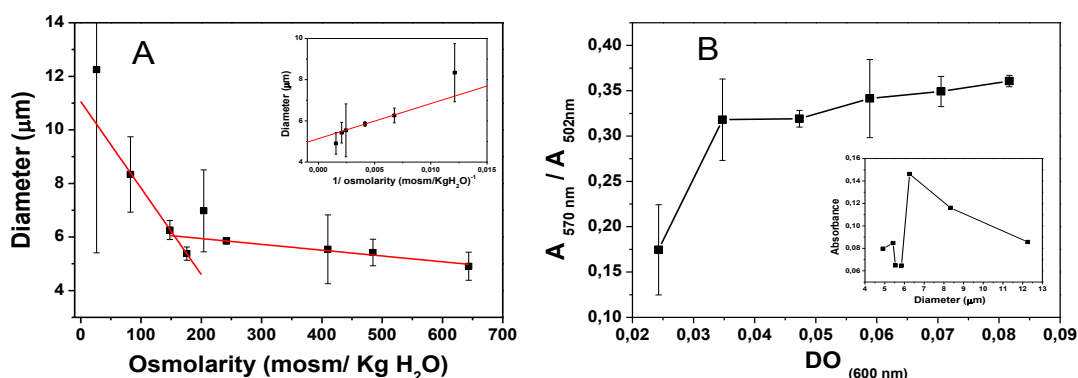 A
Diameter (μm)
14
12
10
8
6
4
0 100 200 300 400 500 600 700
Osmolarity (mosm/ Kg H₂O)
Diameter (μm)
10
8
6
4
0,000 0,005 0,010 0,015
1/ osmolarity (mosm/KgH₂O)⁻¹
B
A 570 nm / A 502nm
0,40
0,35
0,30
0,25
0,20
0,15
0,10
0,02 0,03 0,04 0,05 0,06 0,07 0,08 0,09
DO (600 nm)
Absorbance
0,16
0,14
0,12
0,10
0,08
0,06
4 5 6 7 8 9 10 11 12 13
Diameter (μm)